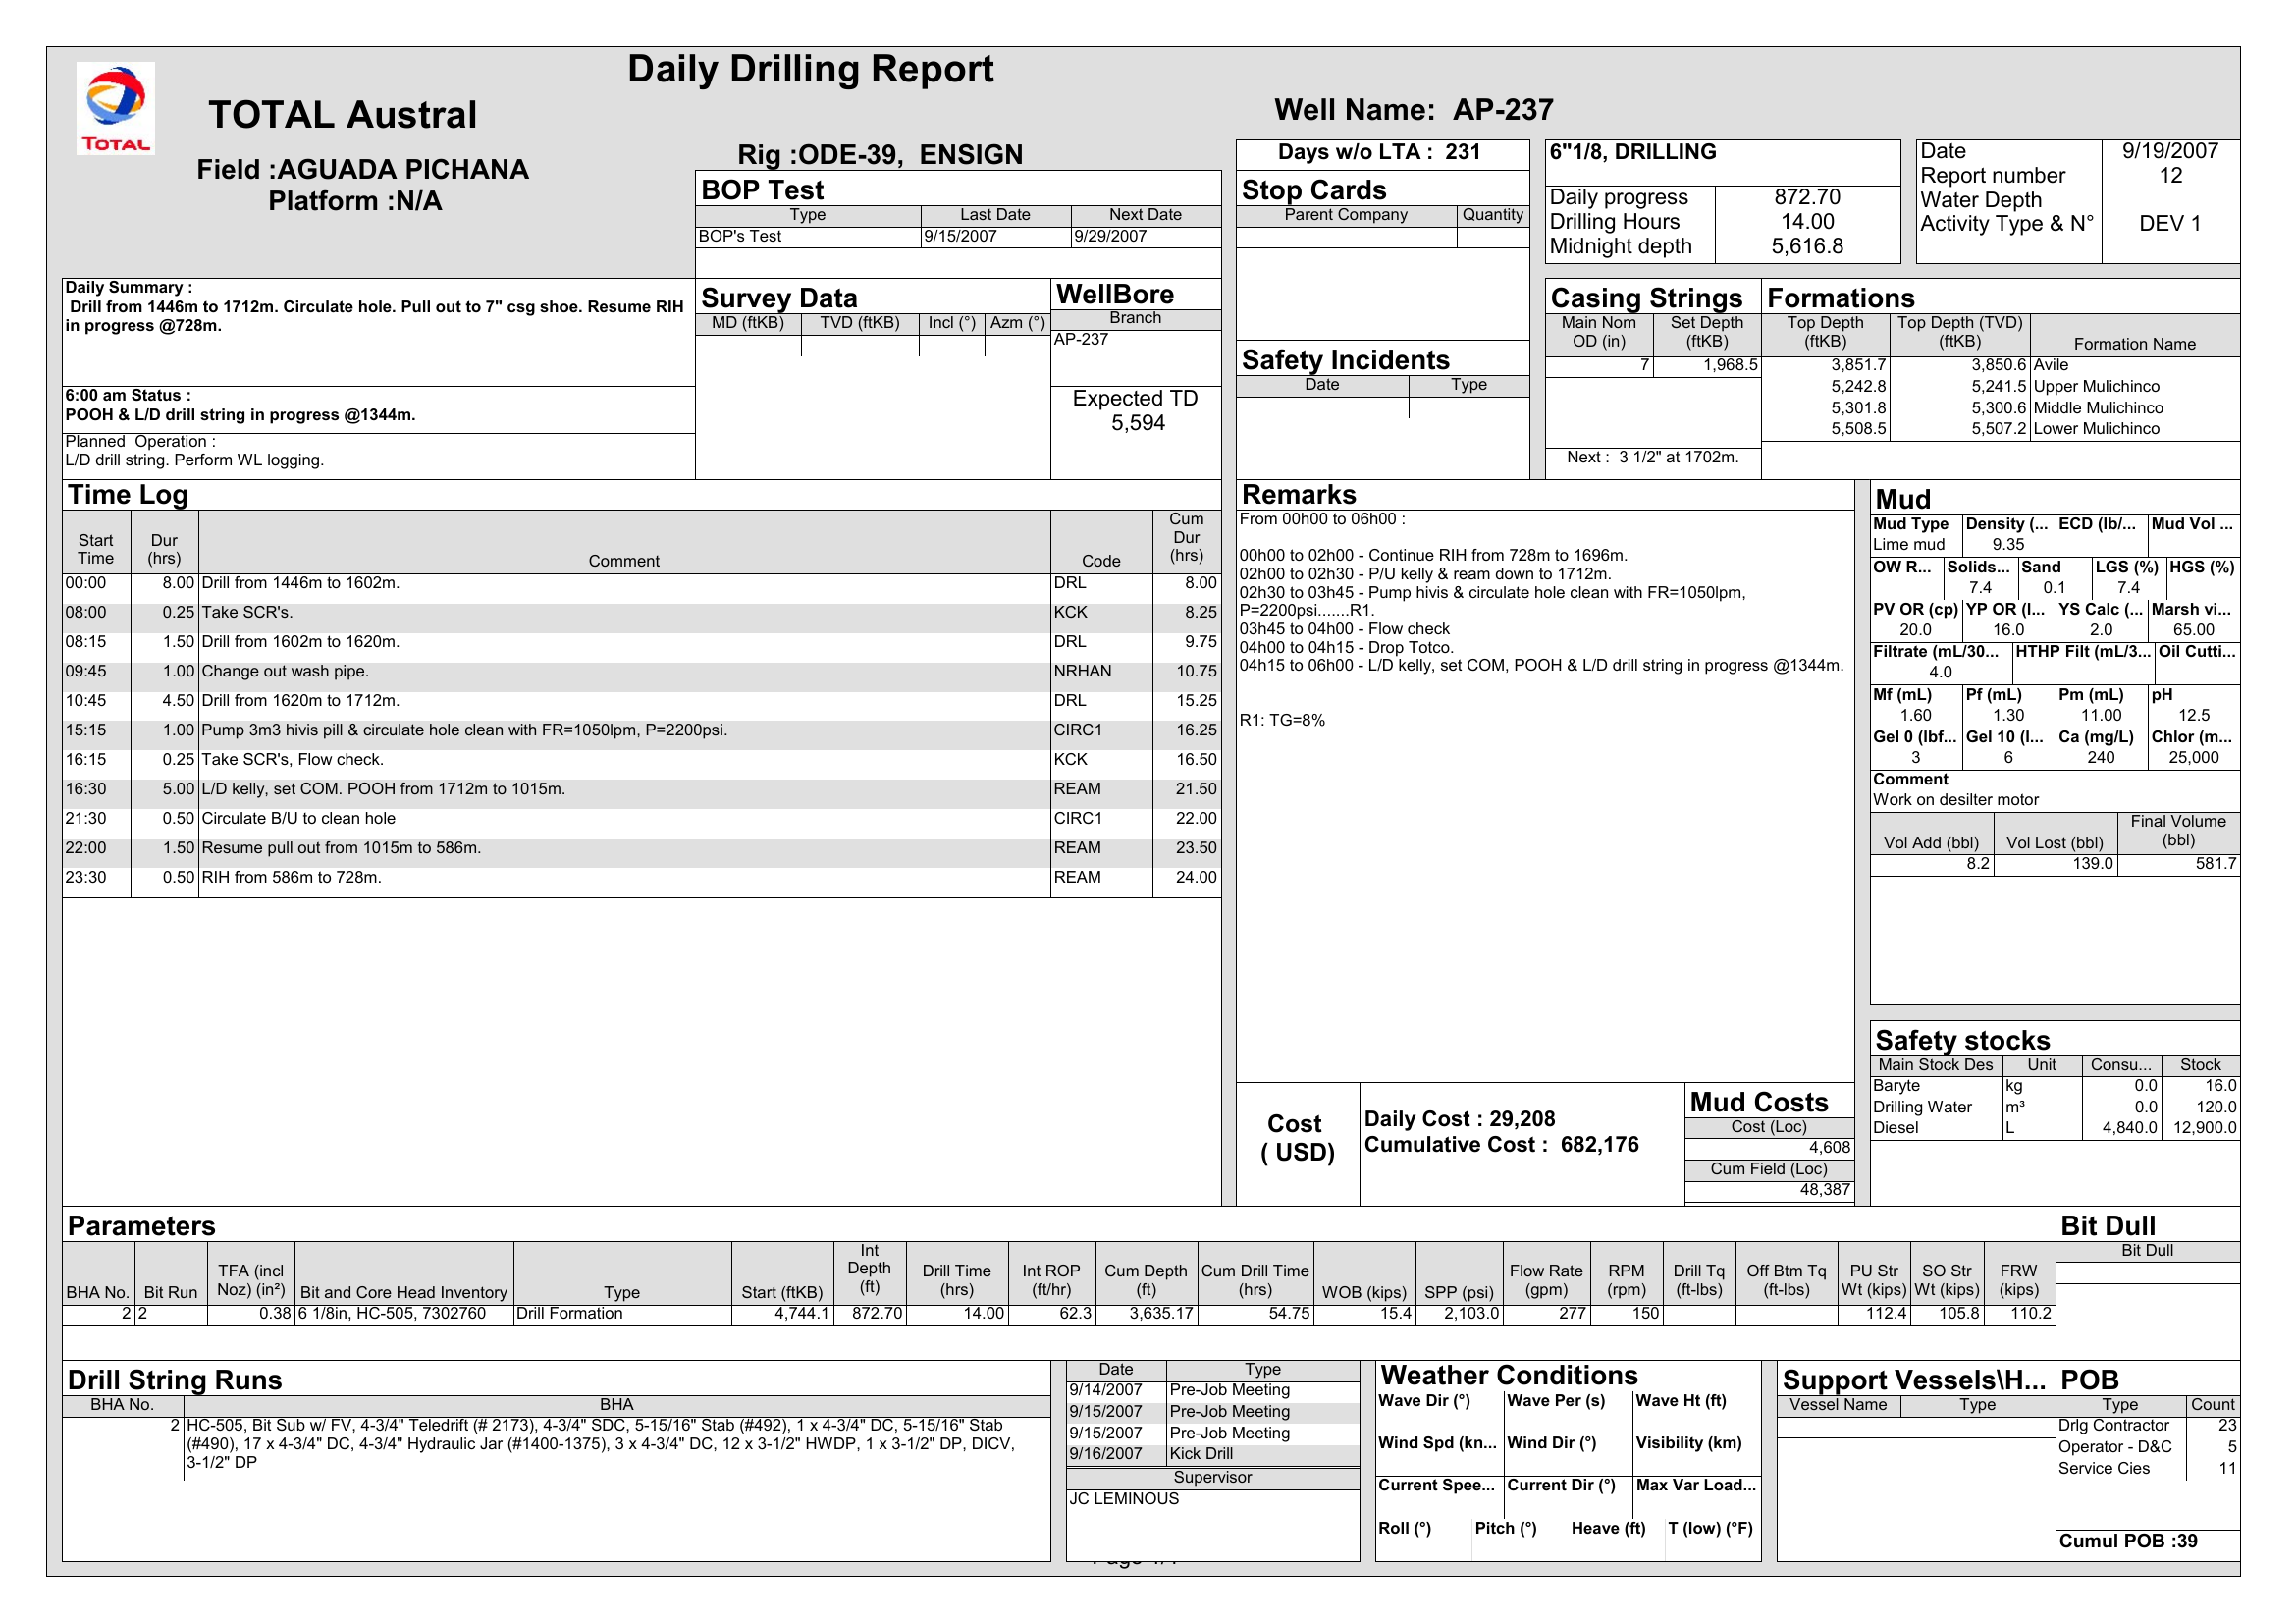 Daily Drilling Report
TOTAL
TOTAL Austral
Well Name: AP-237
Field :AGUADA PICHANA
Platform :N/A
Rig :ODE-39, ENSIGN
BOP Test
Type Last Date Next Date
BOP's Test 9/15/2007 9/29/2007
Days w/o LTA : 231
Stop Cards
Parent Company Quantity
6"1/8, DRILLING
Daily progress 872.70
Drilling Hours 14.00
Midnight depth 5,616.8
Date 9/19/2007
Report number 12
Water Depth
Activity Type & N° DEV 1
Daily Summary :
Drill from 1446m to 1712m. Circulate hole. Pull out to 7" csg shoe. Resume RIH
in progress @728m.
6:00 am Status :
POOH & L/D drill string in progress @1344m.
Planned Operation :
L/D drill string. Perform WL logging.
Survey Data
MD (ftKB) TVD (ftKB) Incl (°) Azm (°)
WellBore
Branch
AP-237
Expected TD
5,594
Safety Incidents
Date Type
Casing Strings
Main Nom OD (in) Set Depth (ftKB)
7 1,968.5
Next : 3 1/2" at 1702m.
Formations
Top Depth (ftKB) Top Depth (TVD) (ftKB) Formation Name
3,851.7 3,850.6 Avile
5,242.8 5,241.5 Upper Mulichinco
5,301.8 5,300.6 Middle Mulichinco
5,508.5 5,507.2 Lower Mulichinco
Time Log
Start Time Dur (hrs) Comment Code Cum Dur (hrs)
00:00 8.00 Drill from 1446m to 1602m. DRL 8.00
08:00 0.25 Take SCR's. KCK 8.25
08:15 1.50 Drill from 1602m to 1620m. DRL 9.75
09:45 1.00 Change out wash pipe. NRHAN 10.75
10:45 4.50 Drill from 1620m to 1712m. DRL 15.25
15:15 1.00 Pump 3m3 hivis pill & circulate hole clean with FR=1050lpm, P=2200psi. CIRC1 16.25
16:15 0.25 Take SCR's, Flow check. KCK 16.50
16:30 5.00 L/D kelly, set COM. POOH from 1712m to 1015m. REAM 21.50
21:30 0.50 Circulate B/U to clean hole CIRC1 22.00
22:00 1.50 Resume pull out from 1015m to 586m. REAM 23.50
23:30 0.50 RIH from 586m to 728m. REAM 24.00
Remarks
From 00h00 to 06h00 :
00h00 to 02h00 - Continue RIH from 728m to 1696m.
02h00 to 02h30 - P/U kelly & ream down to 1712m.
02h30 to 03h45 - Pump hivis & circulate hole clean with FR=1050lpm,
P=2200psi.......R1.
03h45 to 04h00 - Flow check
04h00 to 04h15 - Drop Totco.
04h15 to 06h00 - L/D kelly, set COM, POOH & L/D drill string in progress @1344m.
R1: TG=8%
Mud
Mud Type Density (... ECD (lb/... Mud Vol ...
Lime mud 9.35
OW R... Solids... Sand LGS (%) HGS (%)
7.4 0.1 7.4
PV OR (cp) YP OR (l... YS Calc (... Marsh vi...
20.0 16.0 2.0 65.00
Filtrate (mL/30... HTHP Filt (mL/3... Oil Cutti...
4.0
Mf (mL) Pf (mL) Pm (mL) pH
1.60 1.30 11.00 12.5
Gel 0 (lbf... Gel 10 (l... Ca (mg/L) Chlor (m...
3 6 240 25,000
Comment
Work on desilter motor
Vol Add (bbl) Vol Lost (bbl) Final Volume (bbl)
8.2 139.0 581.7
Safety stocks
Main Stock Des Unit Consu... Stock
Baryte kg 0.0 16.0
Drilling Water m³ 0.0 120.0
Diesel L 4,840.0 12,900.0
Cost
( USD)
Daily Cost : 29,208
Cumulative Cost : 682,176
Mud Costs
Cost (Loc)
4,608
Cum Field (Loc)
48,387
Parameters
BHA No. Bit Run TFA (incl Noz) (in²) Bit and Core Head Inventory Type Start (ftKB) Int Depth (ft) Drill Time (hrs) Int ROP (ft/hr) Cum Depth (ft) Cum Drill Time (hrs) WOB (kips) SPP (psi) Flow Rate (gpm) RPM (rpm) Drill Tq (ft-lbs) Off Btm Tq (ft-lbs) PU Str Wt (kips) SO Str Wt (kips) FRW (kips)
2 2 0.38 6 1/8in, HC-505, 7302760 Drill Formation 4,744.1 872.70 14.00 62.3 3,635.17 54.75 15.4 2,103.0 277 150 112.4 105.8 110.2
Bit Dull
Bit Dull
Drill String Runs
BHA No. BHA
2 HC-505, Bit Sub w/ FV, 4-3/4" Teledrift (# 2173), 4-3/4" SDC, 5-15/16" Stab (#492), 1 x 4-3/4" DC, 5-15/16" Stab
(#490), 17 x 4-3/4" DC, 4-3/4" Hydraulic Jar (#1400-1375), 3 x 4-3/4" DC, 12 x 3-1/2" HWDP, 1 x 3-1/2" DP, DICV,
3-1/2" DP
Date Type
9/14/2007 Pre-Job Meeting
9/15/2007 Pre-Job Meeting
9/15/2007 Pre-Job Meeting
9/16/2007 Kick Drill
Supervisor
JC LEMINOUS
Weather Conditions
Wave Dir (°) Wave Per (s) Wave Ht (ft)
Wind Spd (kn... Wind Dir (°) Visibility (km)
Current Spee... Current Dir (°) Max Var Load...
Roll (°) Pitch (°) Heave (ft) T (low) (°F)
Support Vessels\H...
Vessel Name Type
POB
Type Count
Drlg Contractor 23
Operator - D&C 5
Service Cies 11
Cumul POB :39